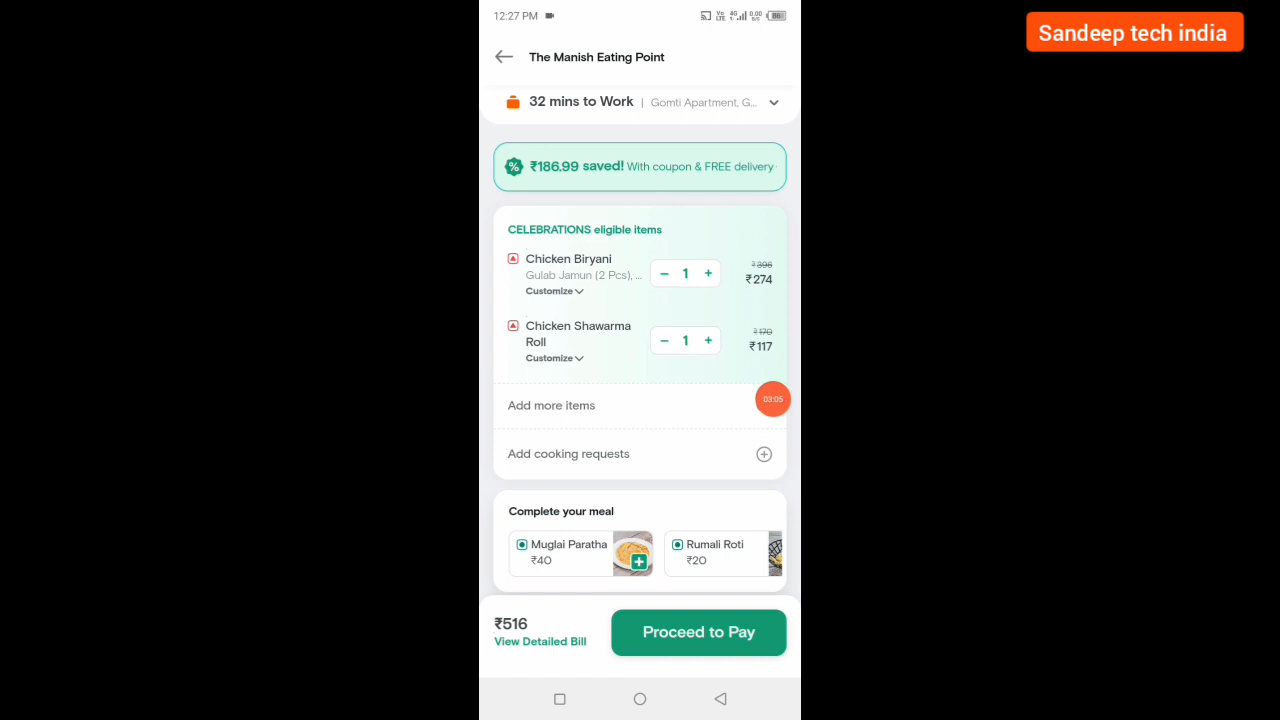 12:27 PM
Sandeep tech india
The Manish Eating Point
32 mins to Work | Gomti Apartment, G...
₹186.99 saved! With coupon & FREE delivery
CELEBRATIONS eligible items
Chicken Biryani
Gulab Jamun (2 Pcs), ...
Customize
− 1 +
₹396
₹274
Chicken Shawarma
Roll
Customize
− 1 +
₹170
₹117
Add more items
03:05
Add cooking requests
Complete your meal
Muglai Paratha
₹40
Rumali Roti
₹20
₹516
View Detailed Bill
Proceed to Pay